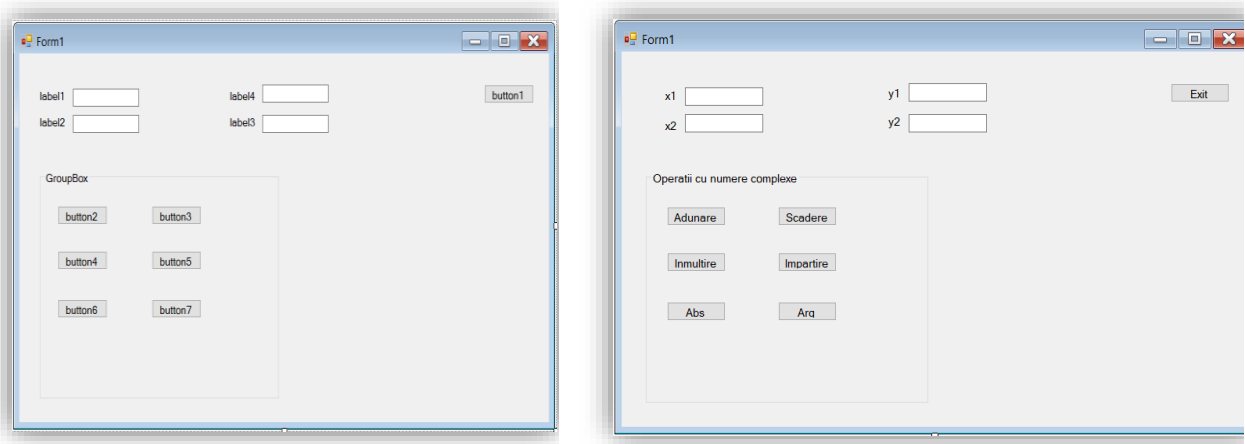 Form1
label1
label4
button1
label2
label3
GroupBox
button2
button3
button4
button5
button6
button7
Form1
x1
y1
Exit
x2
y2
Operatii cu numere complexe
Adunare
Scadere
Inmultire
Impartire
Abs
Arg